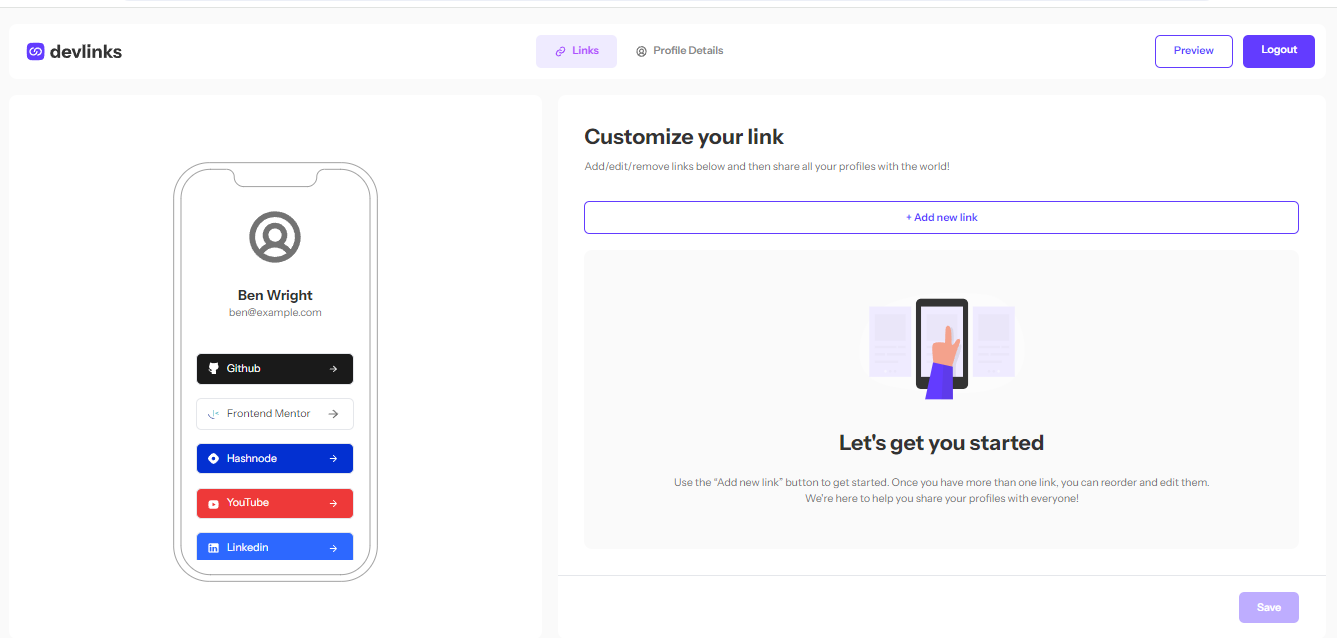 devlinks
Links
Profile Details
Preview
Logout
Ben Wright
ben@example.com
Github
Frontend Mentor
Hashnode
YouTube
Linkedin
Customize your link
Add/edit/remove links below and then share all your profiles with the world!
+ Add new link
Let's get you started
Use the “Add new link” button to get started. Once you have more than one link, you can reorder and edit them.
We're here to help you share your profiles with everyone!
Save